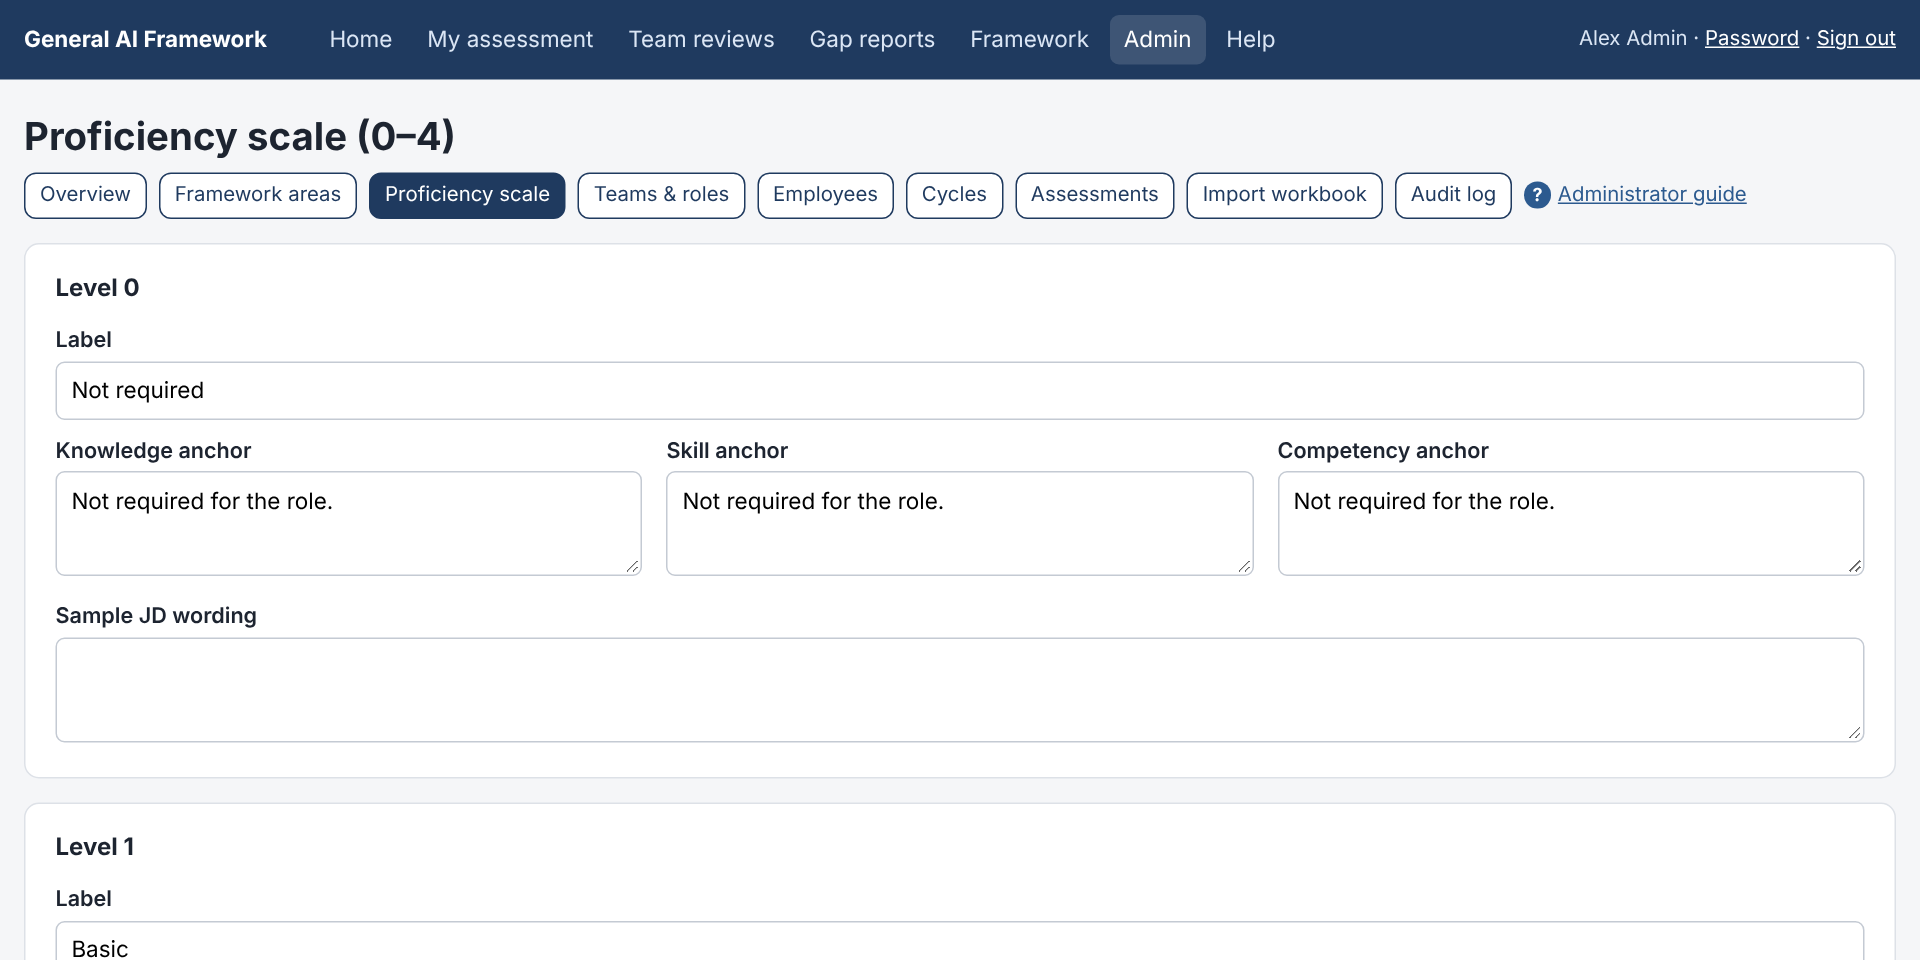 General AI Framework Home My assessment Team reviews Gap reports Framework Admin Help Alex Admin · Password · Sign out
Proficiency scale (0–4)
Overview Framework areas Proficiency scale Teams & roles Employees Cycles Assessments Import workbook Audit log ? Administrator guide
Level 0
Label
Not required
Knowledge anchor Skill anchor Competency anchor
Not required for the role. Not required for the role. Not required for the role.
Sample JD wording
Level 1
Label
Basic